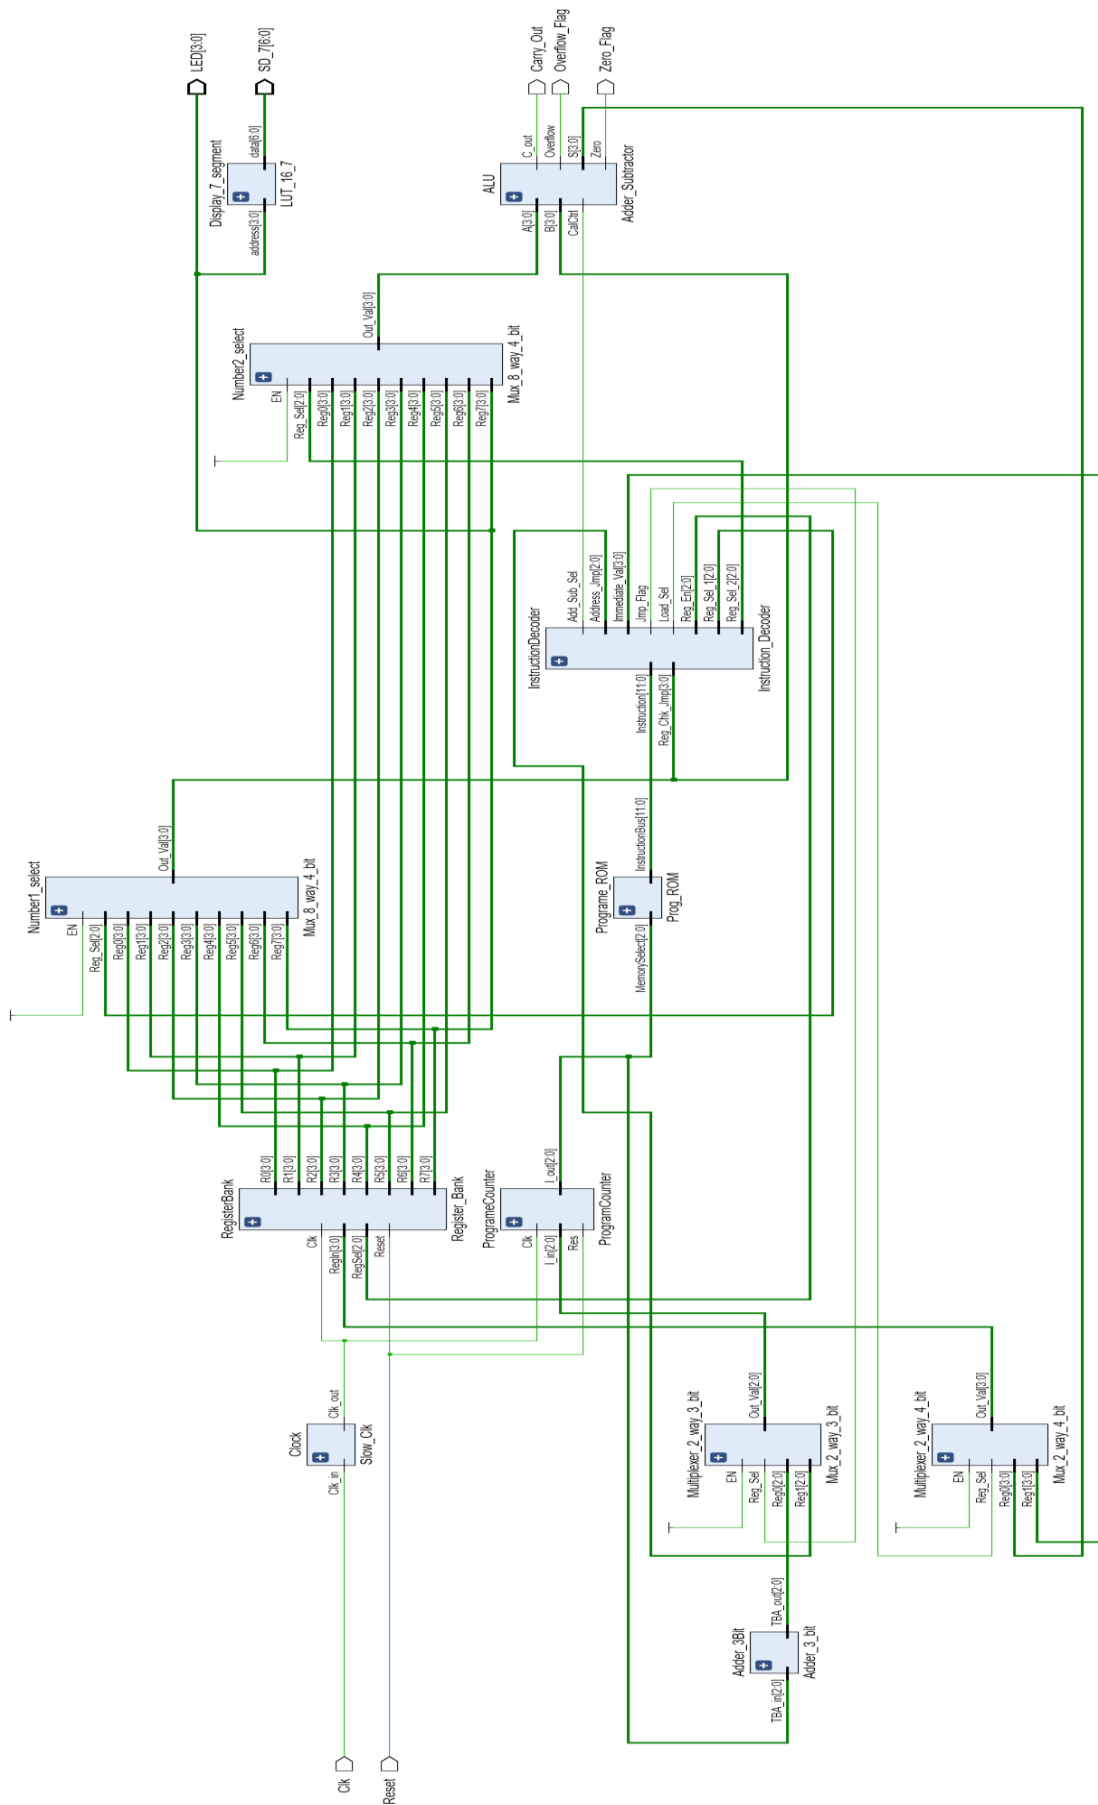 Clk
Reset
Adder_3Bit
TBA_in[2:0]
TBA_out[2:0]
Adder_3_bit
Clock
Clk_in
Clk_out
Slow_Clk
Multiplexer_2_way_3_bit
EN
Reg_Sel
Reg0[2:0]
Reg1[2:0]
Out_Val[2:0]
Mux_2_way_3_bit
Multiplexer_2_way_4_bit
EN
Reg_Sel
Reg0[3:0]
Reg1[3:0]
Out_Val[3:0]
Mux_2_way_4_bit
RegisterBank
Clk
RegIn[3:0]
RegSel[2:0]
Reset
R0[3:0]
R1[3:0]
R2[3:0]
R3[3:0]
R4[3:0]
R5[3:0]
R6[3:0]
R7[3:0]
Register_Bank
ProgrameCounter
Clk
I_in[2:0]
Res
I_out[2:0]
ProgramCounter
Number1_select
EN
Reg_Sel[2:0]
Reg0[3:0]
Reg1[3:0]
Reg2[3:0]
Reg3[3:0]
Reg4[3:0]
Reg5[3:0]
Reg6[3:0]
Reg7[3:0]
Out_Val[3:0]
Mux_8_way_4_bit
Programe_ROM
MemorySelect[2:0]
InstructionBus[11:0]
Prog_ROM
InstructionDecoder
Instruction[11:0]
Reg_Chk_Jmp[3:0]
Add_Sub_Sel
Address_Jmp[2:0]
Immediate_Val[3:0]
Jmp_Flag
Load_Sel
Reg_En[2:0]
Reg_Sel_1[2:0]
Reg_Sel_2[2:0]
Instruction_Decoder
Number2_select
EN
Reg_Sel[2:0]
Reg0[3:0]
Reg1[3:0]
Reg2[3:0]
Reg3[3:0]
Reg4[3:0]
Reg5[3:0]
Reg6[3:0]
Reg7[3:0]
Out_Val[3:0]
Mux_8_way_4_bit
Display_7_segment
address[3:0]
data[6:0]
LUT_16_7
ALU
A[3:0]
B[3:0]
CalCtrl
C_out
Overflow
S[3:0]
Zero
Adder_Subtractor
LED[3:0]
SD_7[6:0]
Carry_Out
Overflow_Flag
Zero_Flag